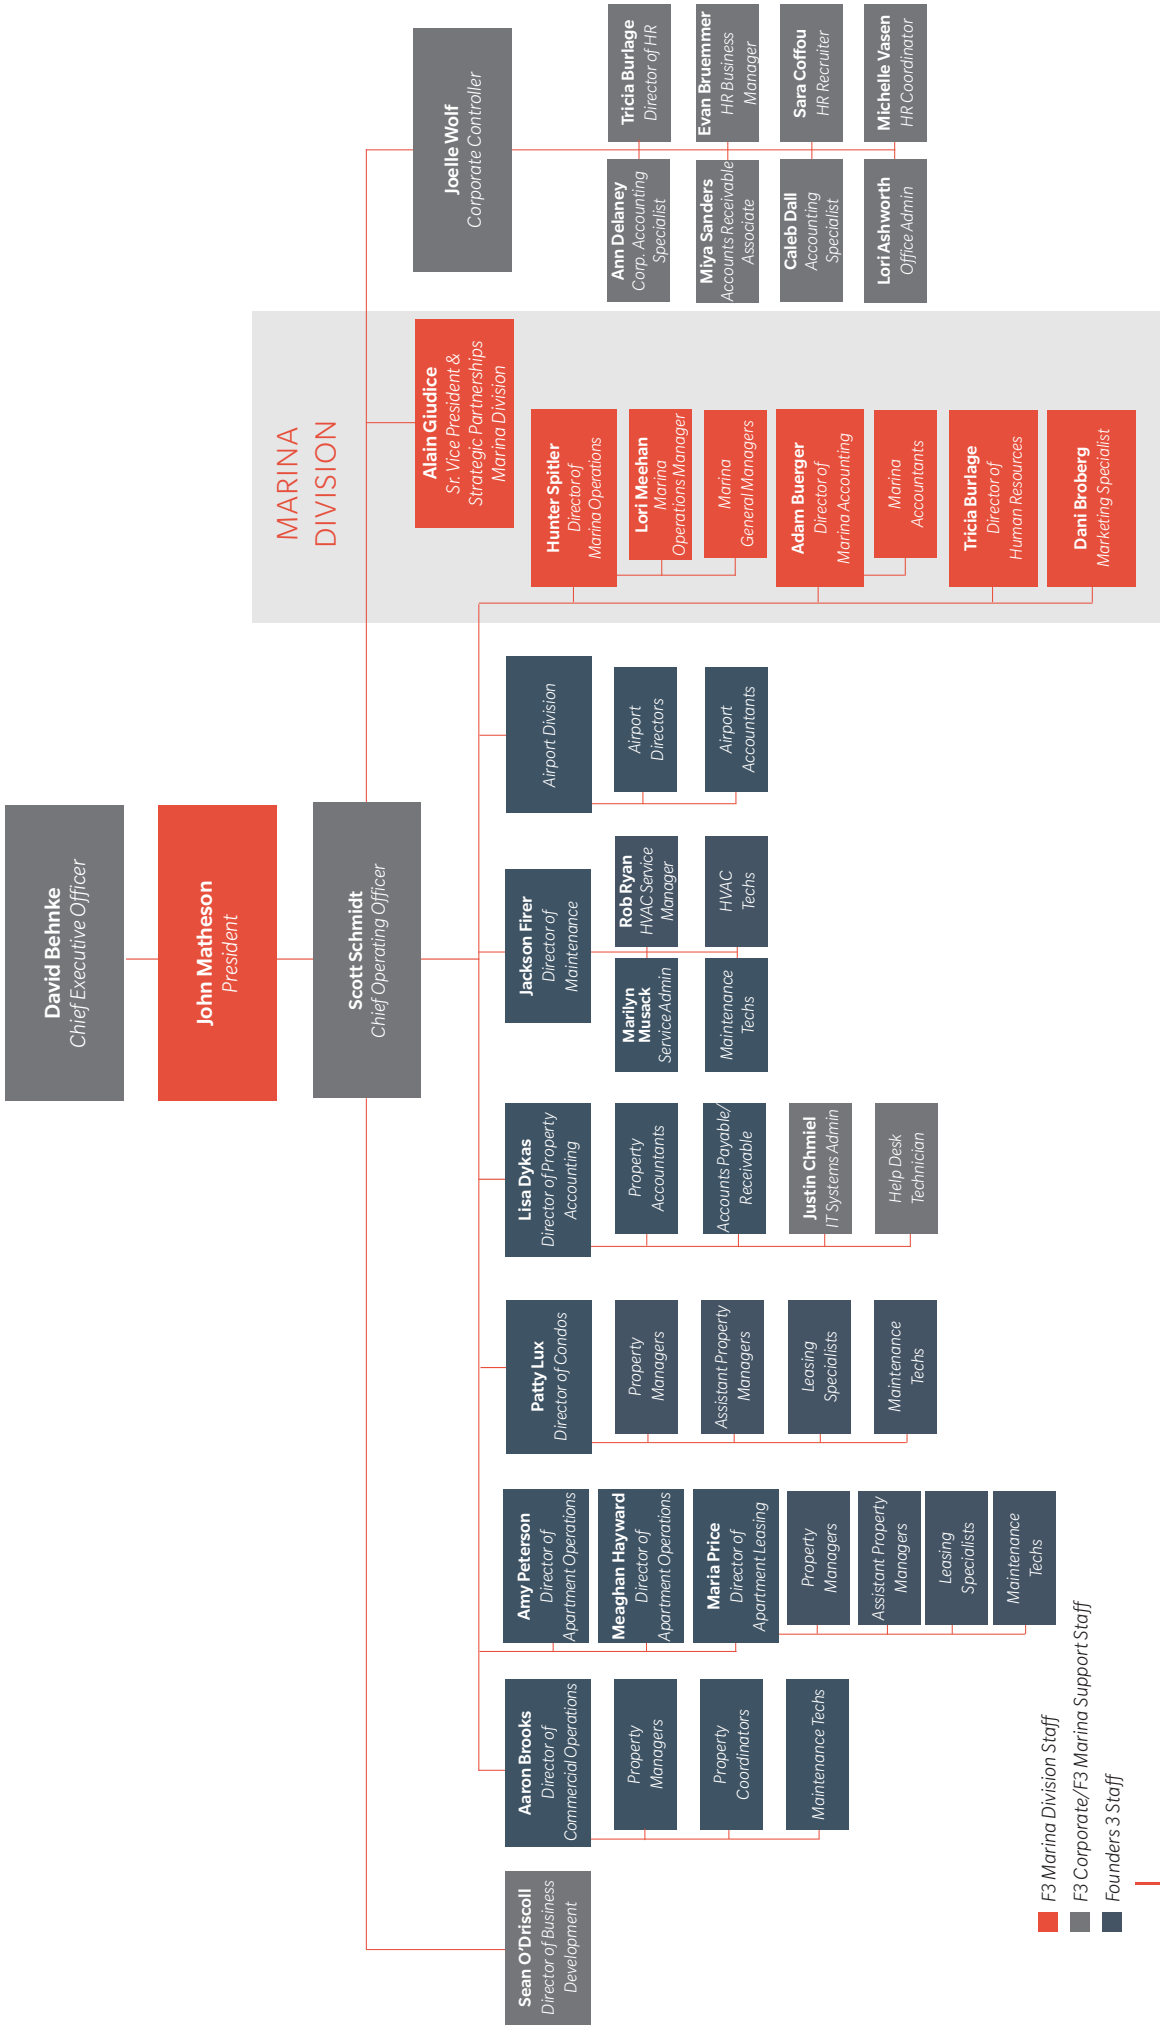 David Behnke
Chief Executive Officer
John Matheson
President
Scott Schmidt
Chief Operating Officer
Sean O'Driscoll
Director of Business
Development
Aaron Brooks
Director of
Commercial Operations
Property
Managers
Property
Coordinators
Maintenance Techs
Amy Peterson
Director of
Apartment Operations
Meaghan Hayward
Director of
Apartment Operations
Maria Price
Director of
Apartment Leasing
Property
Managers
Assistant Property
Managers
Leasing
Specialists
Maintenance
Techs
Patty Lux
Director of Condos
Property
Managers
Assistant Property
Managers
Leasing
Specialists
Maintenance
Techs
Lisa Dykas
Director of Property
Accounting
Property
Accountants
Accounts Payable/
Receivable
Justin Chmiel
IT Systems Admin
Help Desk
Technician
Jackson Firer
Director of
Maintenance
Marilyn
Musack
Service Admin
Rob Ryan
HVAC Service
Manager
Maintenance
Techs
HVAC
Techs
Airport Division
Airport
Directors
Airport
Accountants
MARINA
DIVISION
Alain Giudice
Sr. Vice President &
Strategic Partnerships
Marina Division
Hunter Spitler
Director of
Marina Operations
Lori Meehan
Marina
Operations Manager
Marina
General Managers
Adam Buerger
Director of
Marina Accounting
Marina
Accountants
Tricia Burlage
Director of
Human Resources
Dani Broberg
Marketing Specialist
Joelle Wolf
Corporate Controller
Ann Delaney
Corp. Accounting
Specialist
Tricia Burlage
Director of HR
Miya Sanders
Accounts Receivable
Associate
Evan Bruemmer
HR Business
Manager
Caleb Dall
Accounting
Specialist
Sara Coffou
HR Recruiter
Lori Ashworth
Office Admin
Michelle Vasen
HR Coordinator
F3 Marina Division Staff
F3 Corporate/F3 Marina Support Staff
Founders 3 Staff